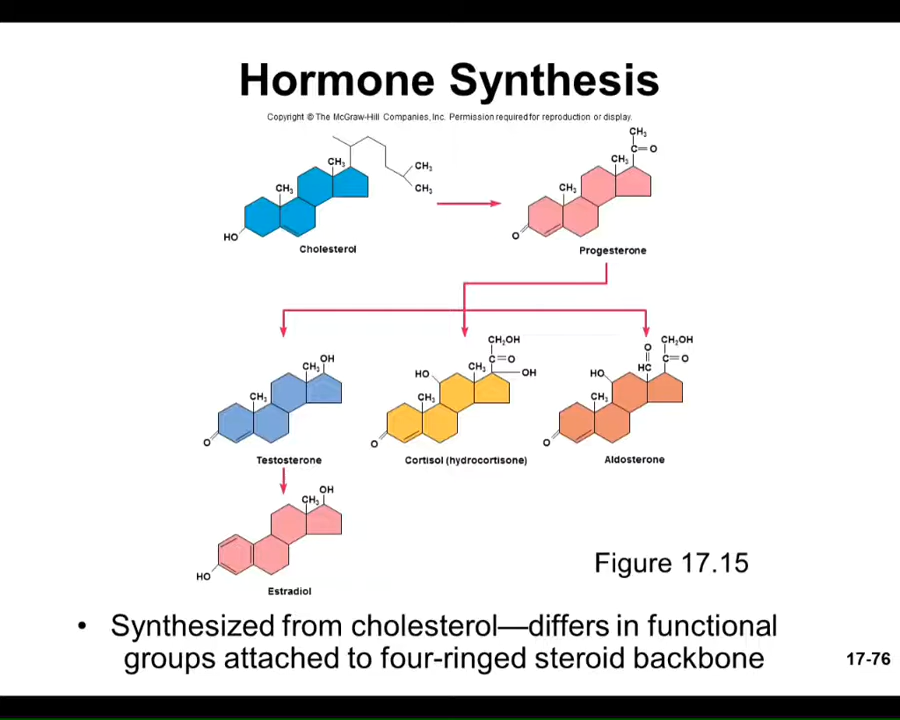 Hormone Synthesis
Copyright © The McGraw-Hill Companies, Inc. Permission required for reproduction or display.
CH₃
C=O
CH₃
CH₃
CH₃
CH₃
CH₃
CH₃
HO
O
Cholesterol
Progesterone
OH
CH₃
CH₃
O
Testosterone
CH₂OH
C=O
CH₃
OH
HO
CH₃
O
Cortisol (hydrocortisone)
CH₂OH
O
C=O
HC
HO
CH₃
O
Aldosterone
OH
CH₃
HO
Estradiol
Figure 17.15
• Synthesized from cholesterol—differs in functional
groups attached to four-ringed steroid backbone
17-76